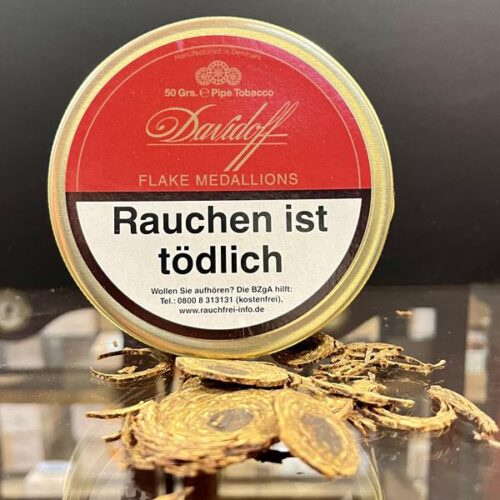 Manufactured in Denmark
50 Grs. ℮ Pipe Tobacco
Davidoff
FLAKE MEDALLIONS
Rauchen ist
tödlich
Wollen Sie aufhören? Die BZgA hilft:
Tel.: 0800 8 313131 (kostenfrei),
www.rauchfrei-info.de